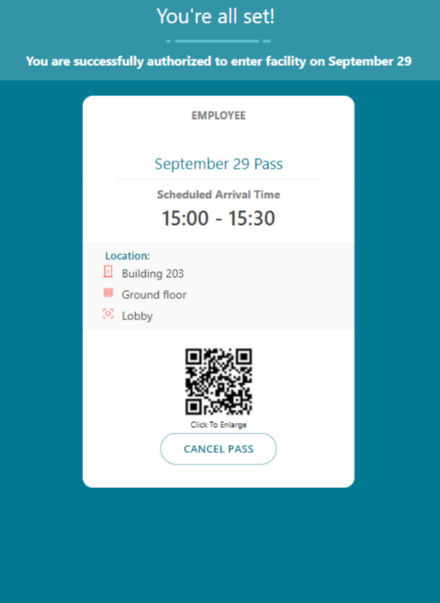 You're all set!
You are successfully authorized to enter facility on September 29
EMPLOYEE
September 29 Pass
Scheduled Arrival Time
15:00 - 15:30
Location:
Building 203
Ground floor
Lobby
Click To Enlarge
CANCEL PASS